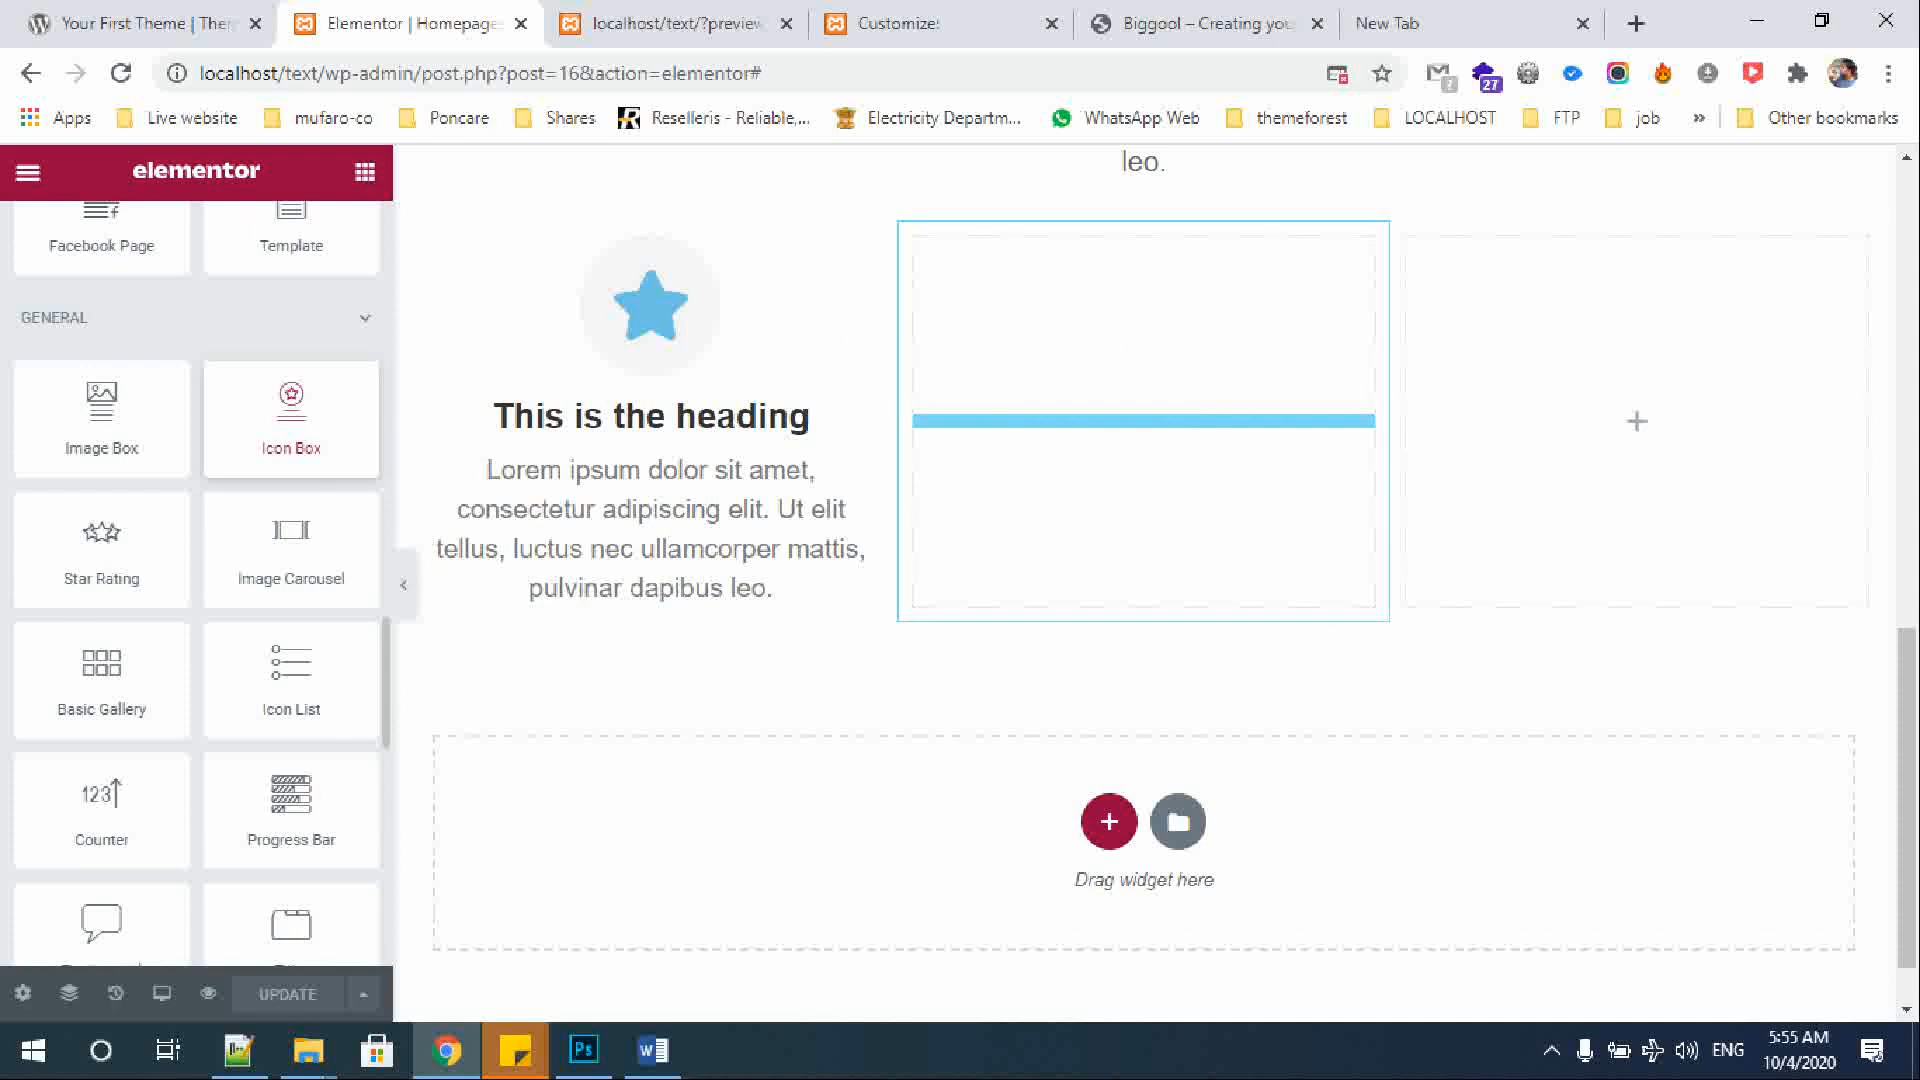 Your First Theme | Them
Elementor | Homepage
localhost/text/?preview
Customize:
Biggool – Creating you
New Tab
localhost/text/wp-admin/post.php?post=16&action=elementor#
?
27
Apps
Live website
mufaro-co
Poncare
Shares
Reselleris - Reliable,...
Electricity Departm...
WhatsApp Web
themeforest
LOCALHOST
FTP
job
»
Other bookmarks
elementor
Facebook Page
Template
GENERAL
Image Box
Icon Box
Star Rating
Image Carousel
Basic Gallery
Icon List
123
Counter
Progress Bar
UPDATE
leo.
This is the heading
Lorem ipsum dolor sit amet,
consectetur adipiscing elit. Ut elit
tellus, luctus nec ullamcorper mattis,
pulvinar dapibus leo.
Drag widget here
Ps
W
ENG
5:55 AM
10/4/2020